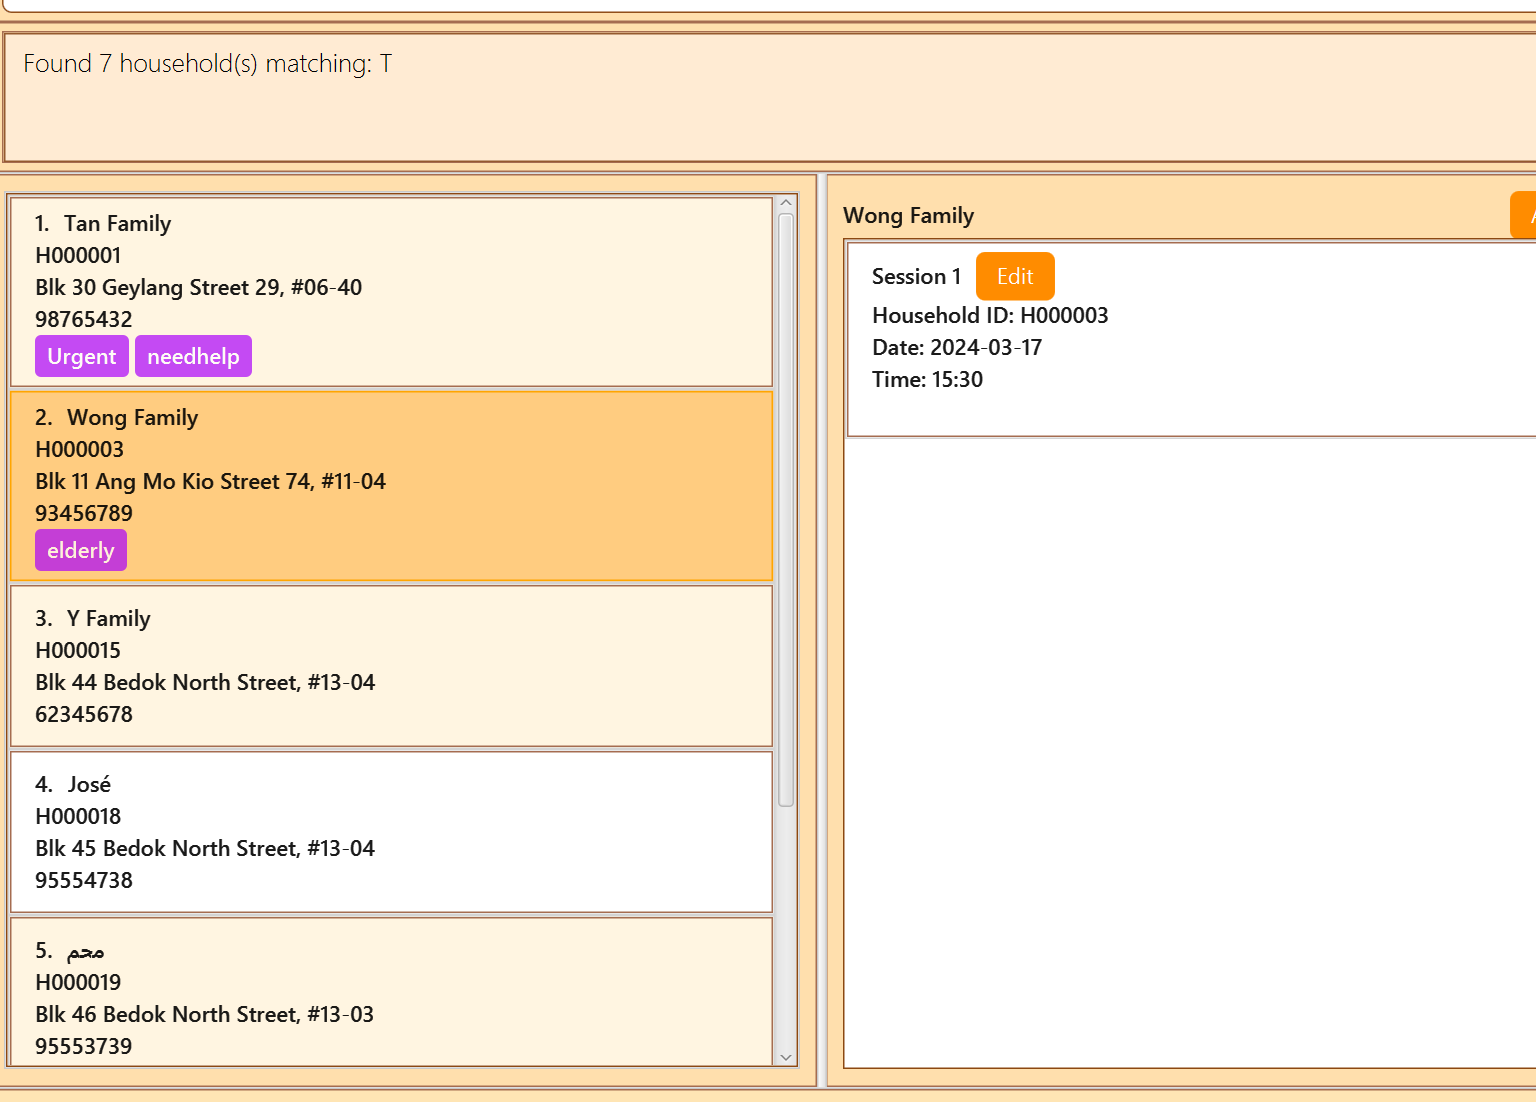 Found 7 household(s) matching: T
1. Tan Family
H000001
Blk 30 Geylang Street 29, #06-40
98765432
Urgent needhelp
2. Wong Family
H000003
Blk 11 Ang Mo Kio Street 74, #11-04
93456789
elderly
3. Y Family
H000015
Blk 44 Bedok North Street, #13-04
62345678
4. José
H000018
Blk 45 Bedok North Street, #13-04
95554738
5. محم
H000019
Blk 46 Bedok North Street, #13-03
95553739
Wong Family
Session 1 Edit
Household ID: H000003
Date: 2024-03-17
Time: 15:30